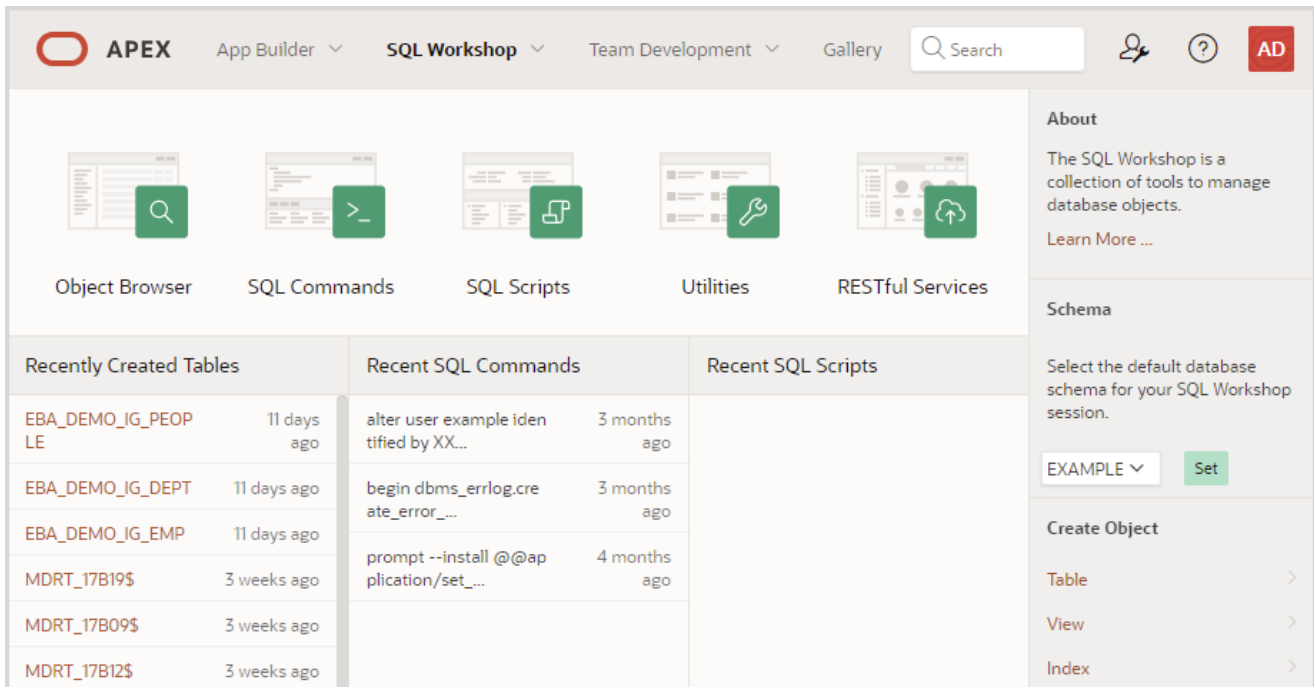 APEX App Builder SQL Workshop Team Development Gallery Search AD
Object Browser SQL Commands SQL Scripts Utilities RESTful Services
Recently Created Tables
EBA_DEMO_IG_PEOP 11 days
LE ago
EBA_DEMO_IG_DEPT 11 days ago
EBA_DEMO_IG_EMP 11 days ago
MDRT_17B19$ 3 weeks ago
MDRT_17B09$ 3 weeks ago
MDRT_17B12$ 3 weeks ago
Recent SQL Commands
alter user example iden 3 months
tified by XX... ago
begin dbms_errlog.cre 3 months
ate_error_... ago
prompt --install @@ap 4 months
plication/set_... ago
Recent SQL Scripts
About
The SQL Workshop is a
collection of tools to manage
database objects.
Learn More ...
Schema
Select the default database
schema for your SQL Workshop
session.
EXAMPLE Set
Create Object
Table
View
Index